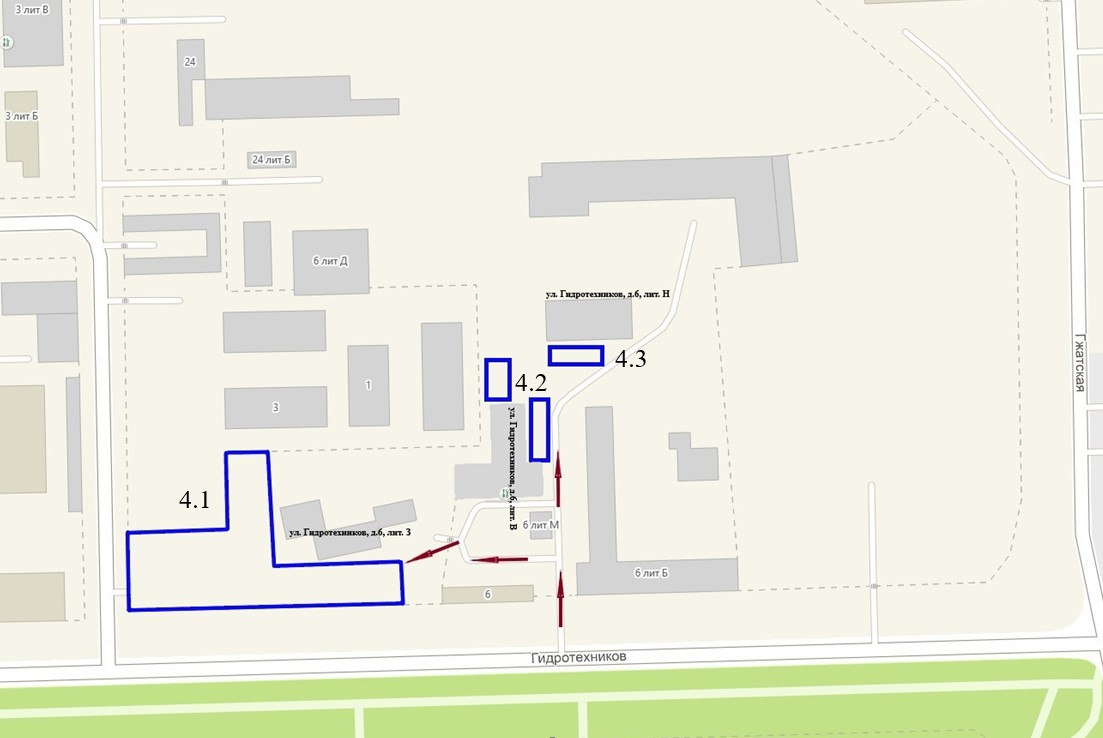 3 лит В
24
3 лит Б
24 лит Б
6 лит Д
ул. Гидротехников, д.6, лит. Н
4.3
Гжатская
4.2
1
3
ул. Гидротехников, д.6, лит. В
4.1
6 лит М
ул. Гидротехников, д.6, лит. З
6 лит Б
6
Гидротехников